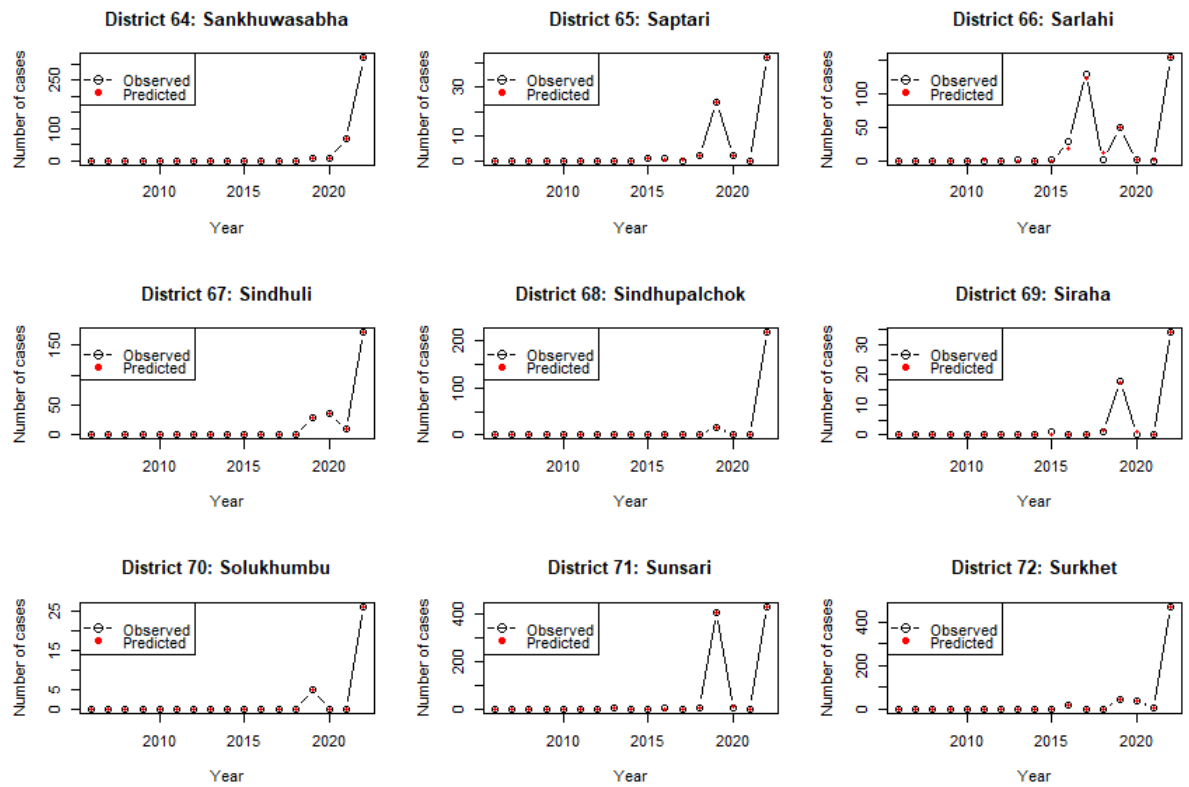 District 64: Sankhuwasabha
Number of cases
0 100 250
Observed
Predicted
2010 2020
Year
District 65: Saptari
Number of cases
0 10 30
Observed
Predicted
2010 2015 2020
Year
District 66: Sarlahi
Number of cases
0 50 100
Observed
Predicted
2010 2015 2020
Year
District 67: Sindhuli
Number of cases
0 50 150
Observed
Predicted
2010 2020
Year
District 68: Sindhupalchok
Number of cases
0 100 200
Observed
Predicted
2010 2015 2020
Year
District 69: Siraha
Number of cases
0 10 20 30
Observed
Predicted
2010 2015 2020
Year
District 70: Solukhumbu
Number of cases
0 5 15 25
Observed
Predicted
2010 2020
Year
District 71: Sunsari
Number of cases
0 200 400
Observed
Predicted
2010 2015 2020
Year
District 72: Surkhet
Number of cases
0 200 400
Observed
Predicted
2010 2015 2020
Year